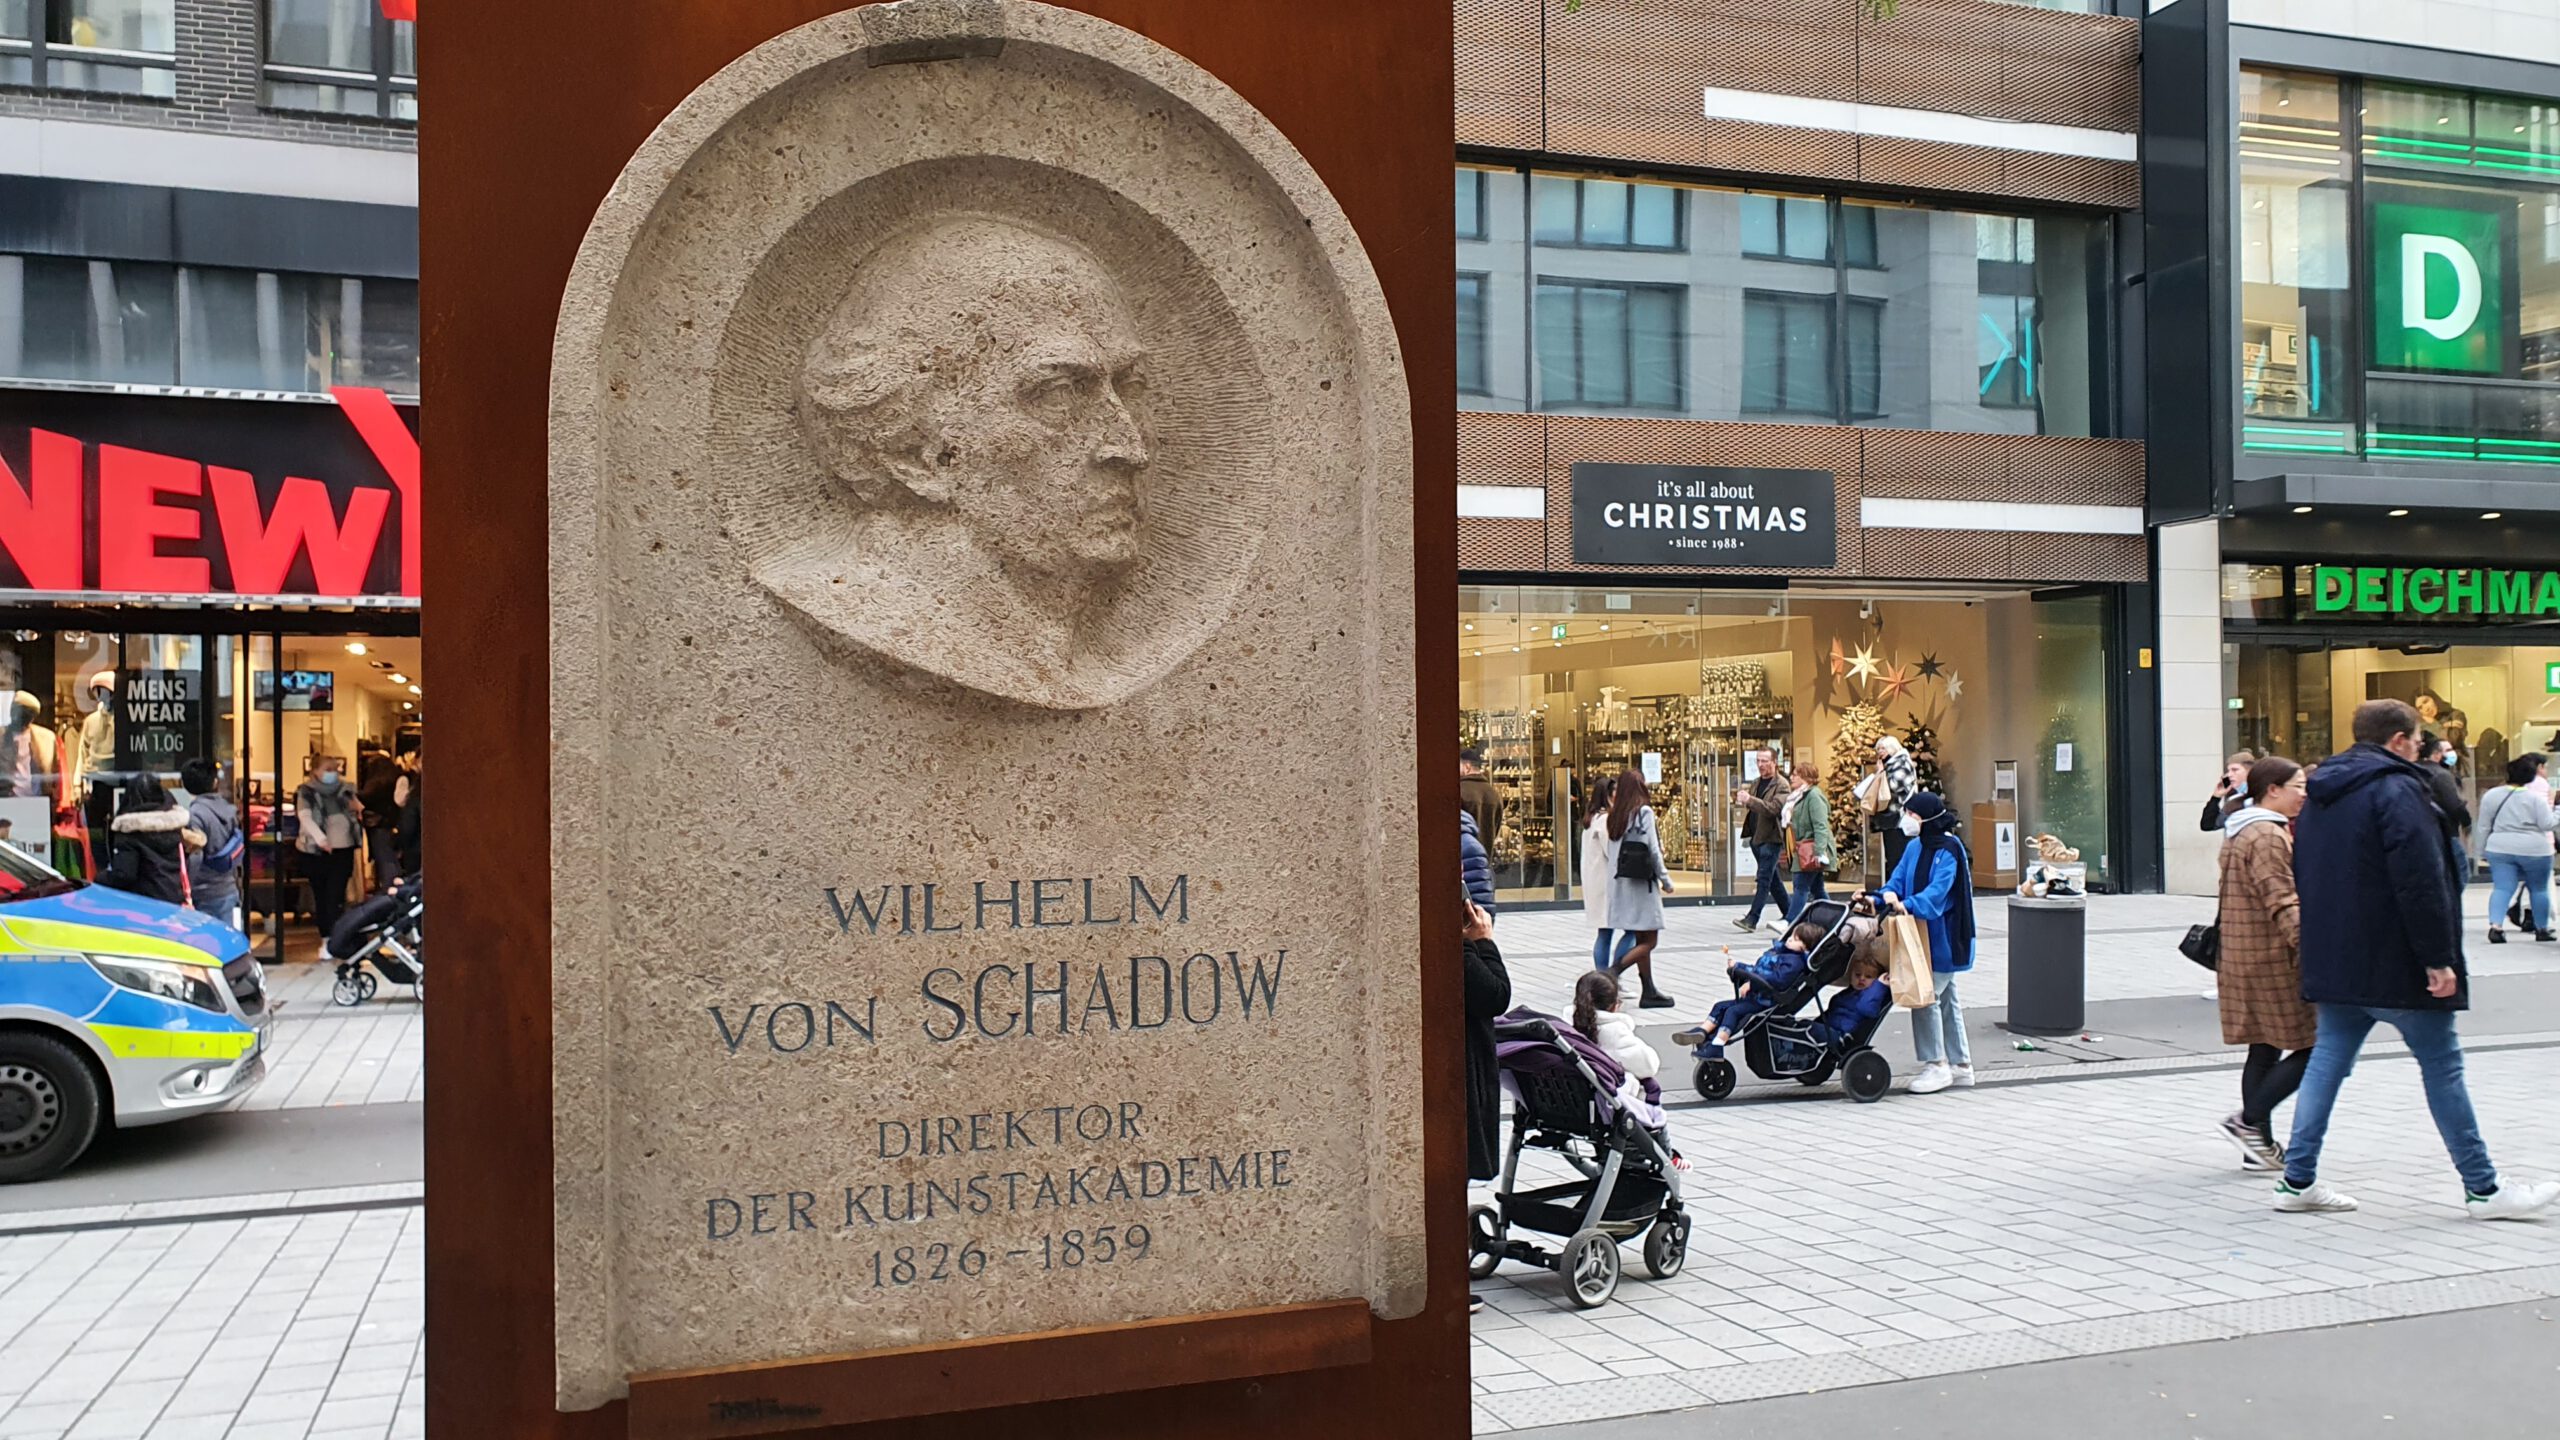 NEW
MENS
WEAR
IM 1.OG
WILHELM
VON SCHADOW
DIREKTOR
DER KUNSTAKADEMIE
1826-1859
it's all about
CHRISTMAS
• since 1988 •
D
DEICHMA